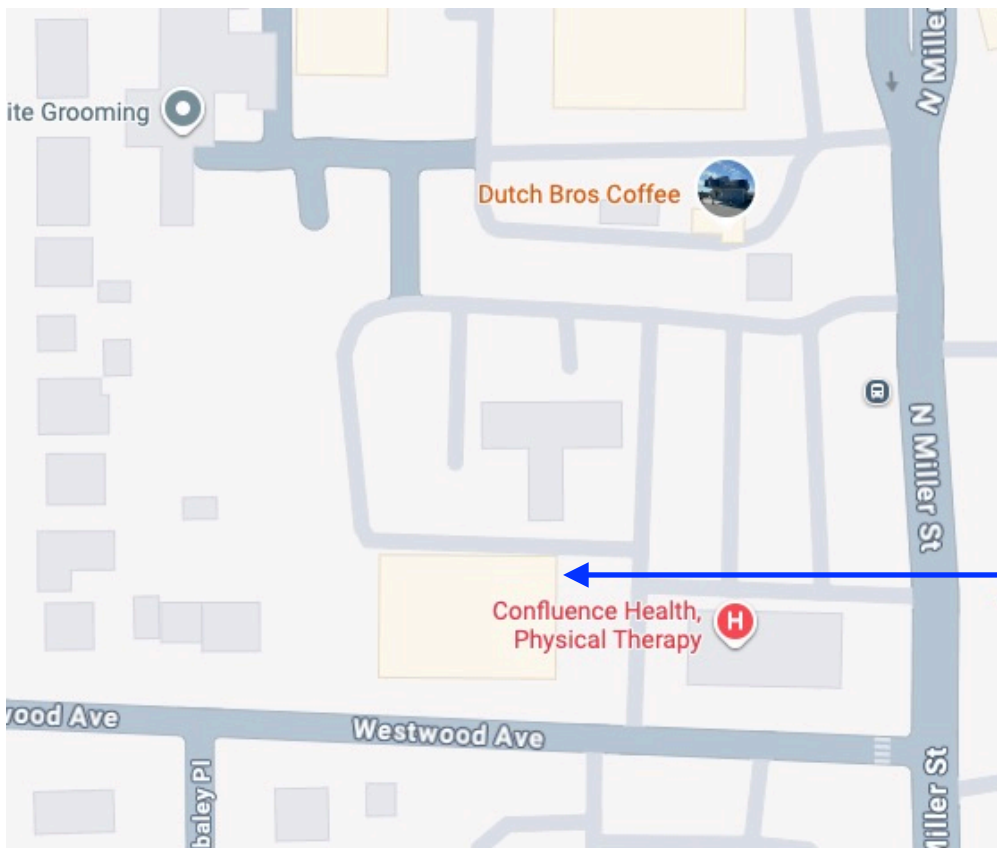 N Miller
ite Grooming
Dutch Bros Coffee
N Miller St
Confluence Health,
Physical Therapy
H
wood Ave
Westwood Ave
baley Pl
Miller St